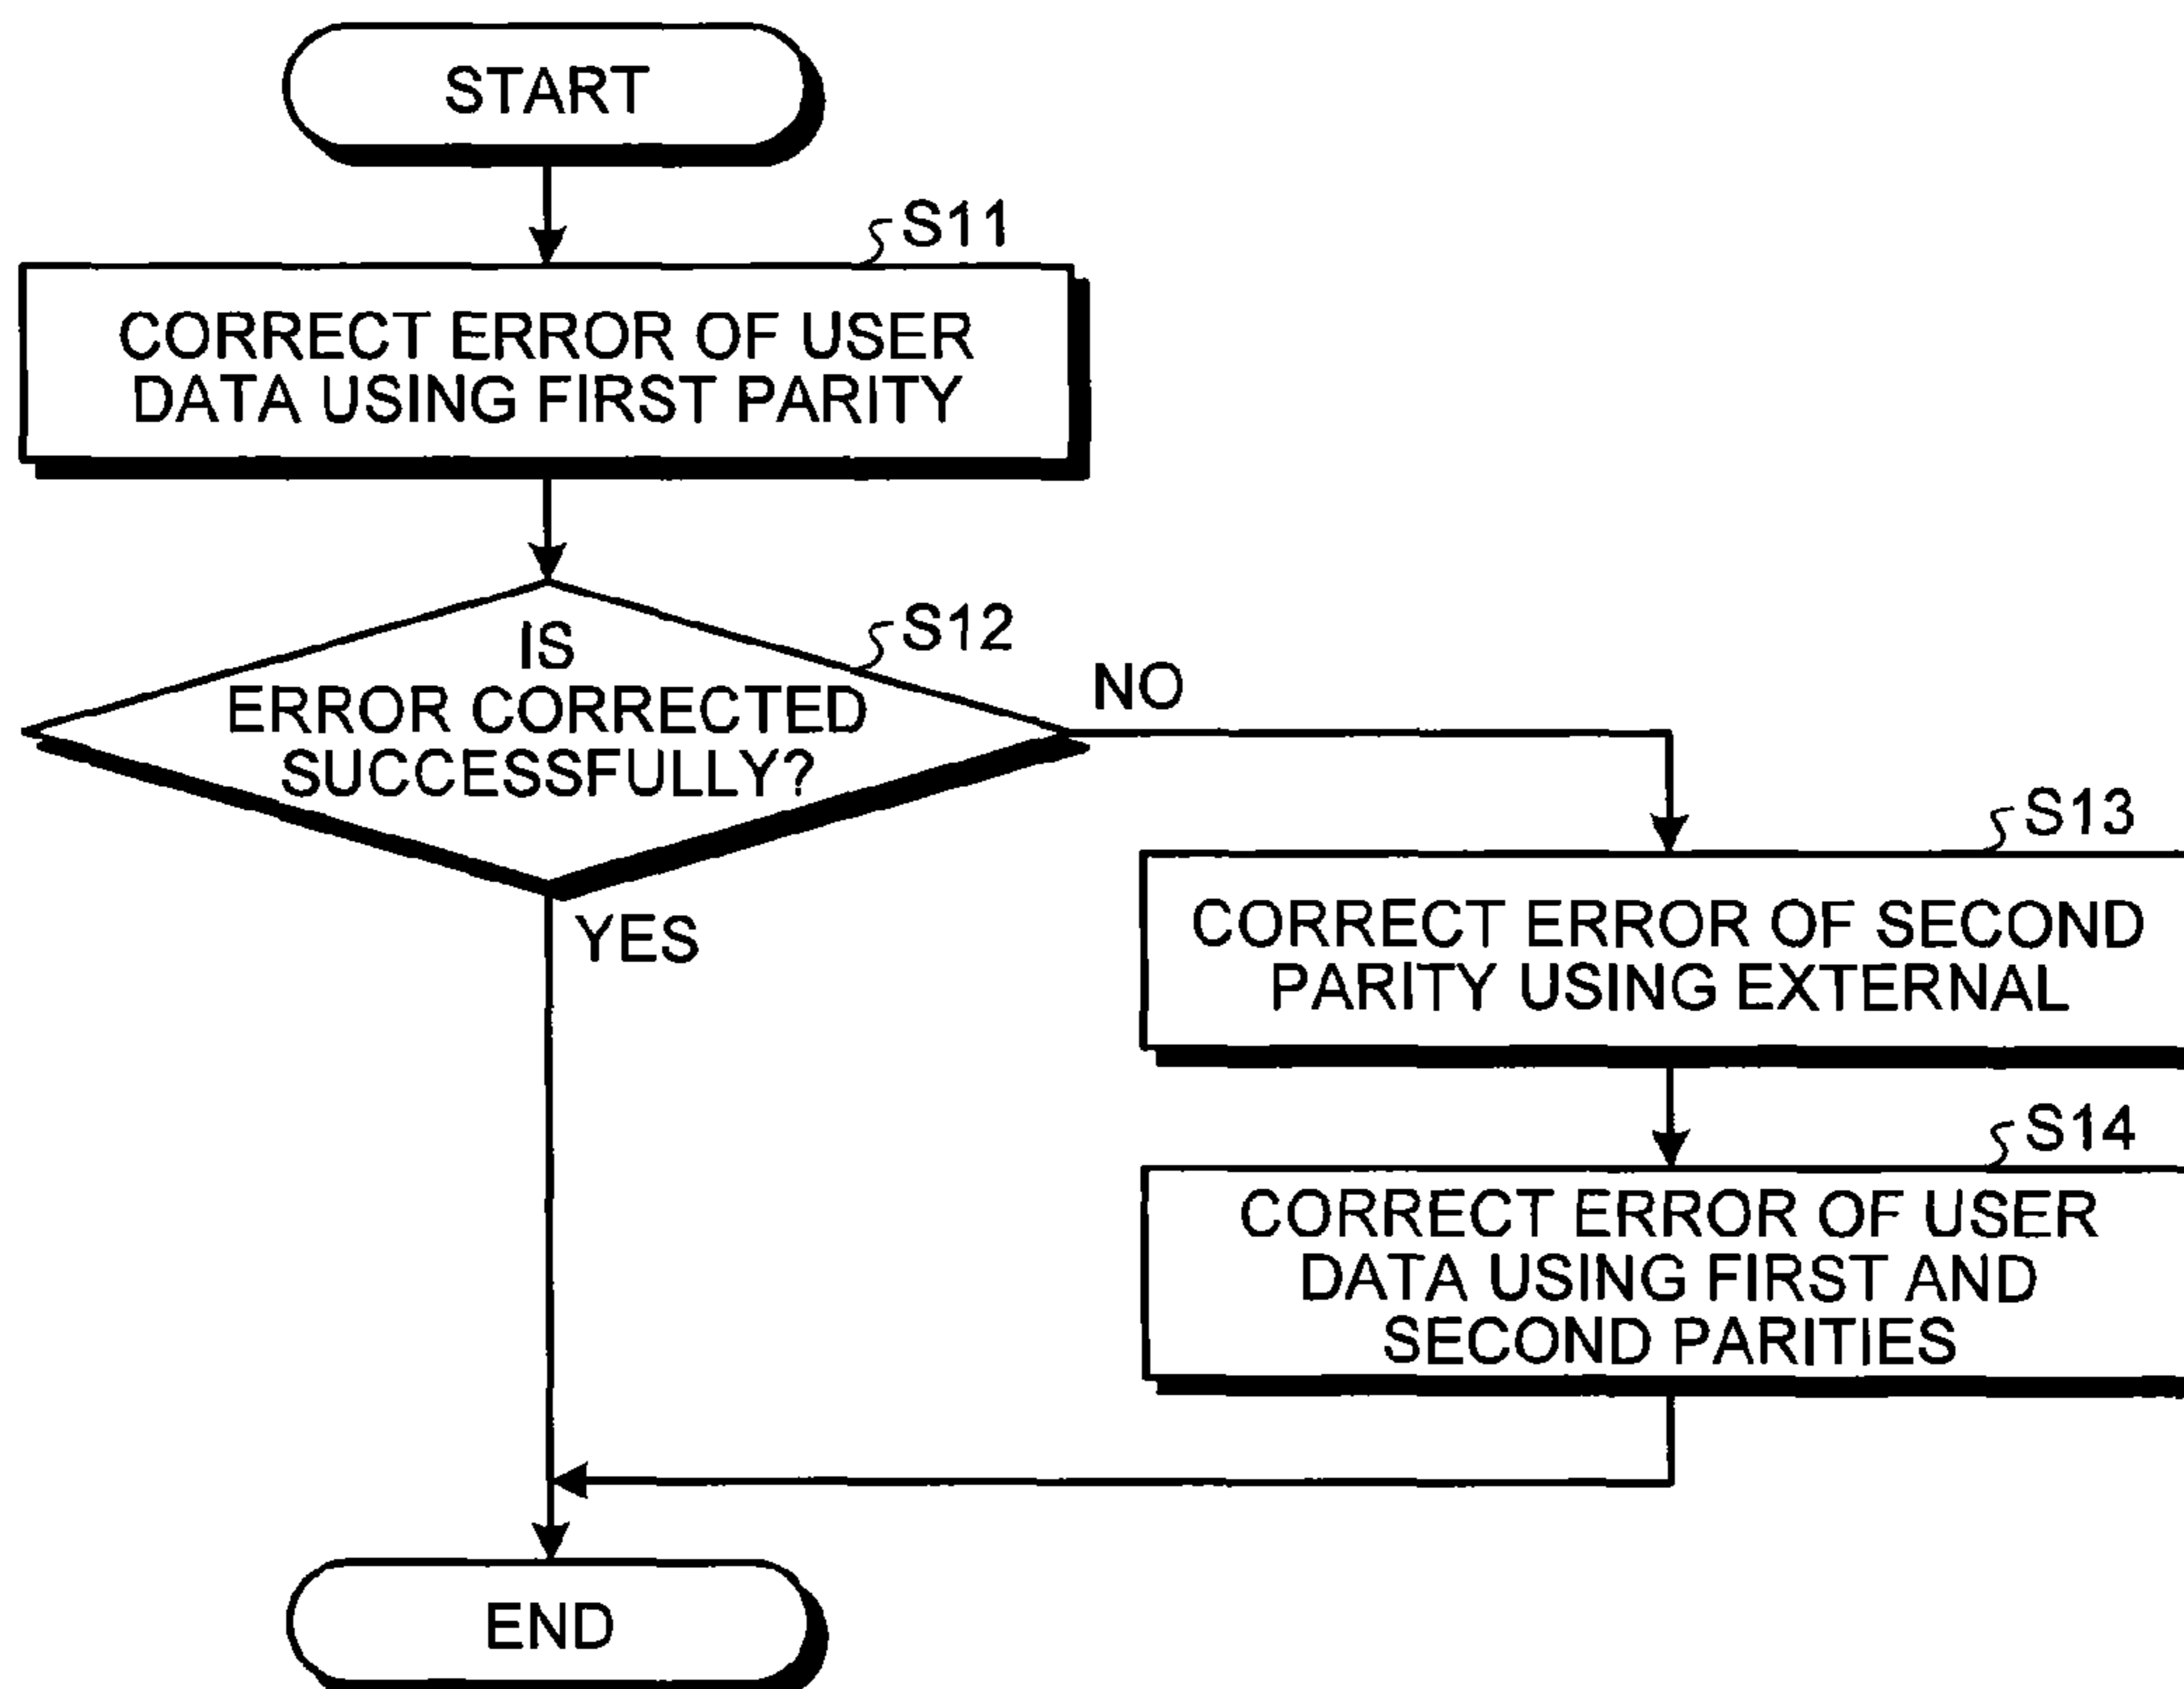 START
S11
CORRECT ERROR OF USER
DATA USING FIRST PARITY
S12
IS
ERROR CORRECTED
SUCCESSFULLY?
NO
YES
S13
CORRECT ERROR OF SECOND
PARITY USING EXTERNAL
S14
CORRECT ERROR OF USER
DATA USING FIRST AND
SECOND PARITIES
END